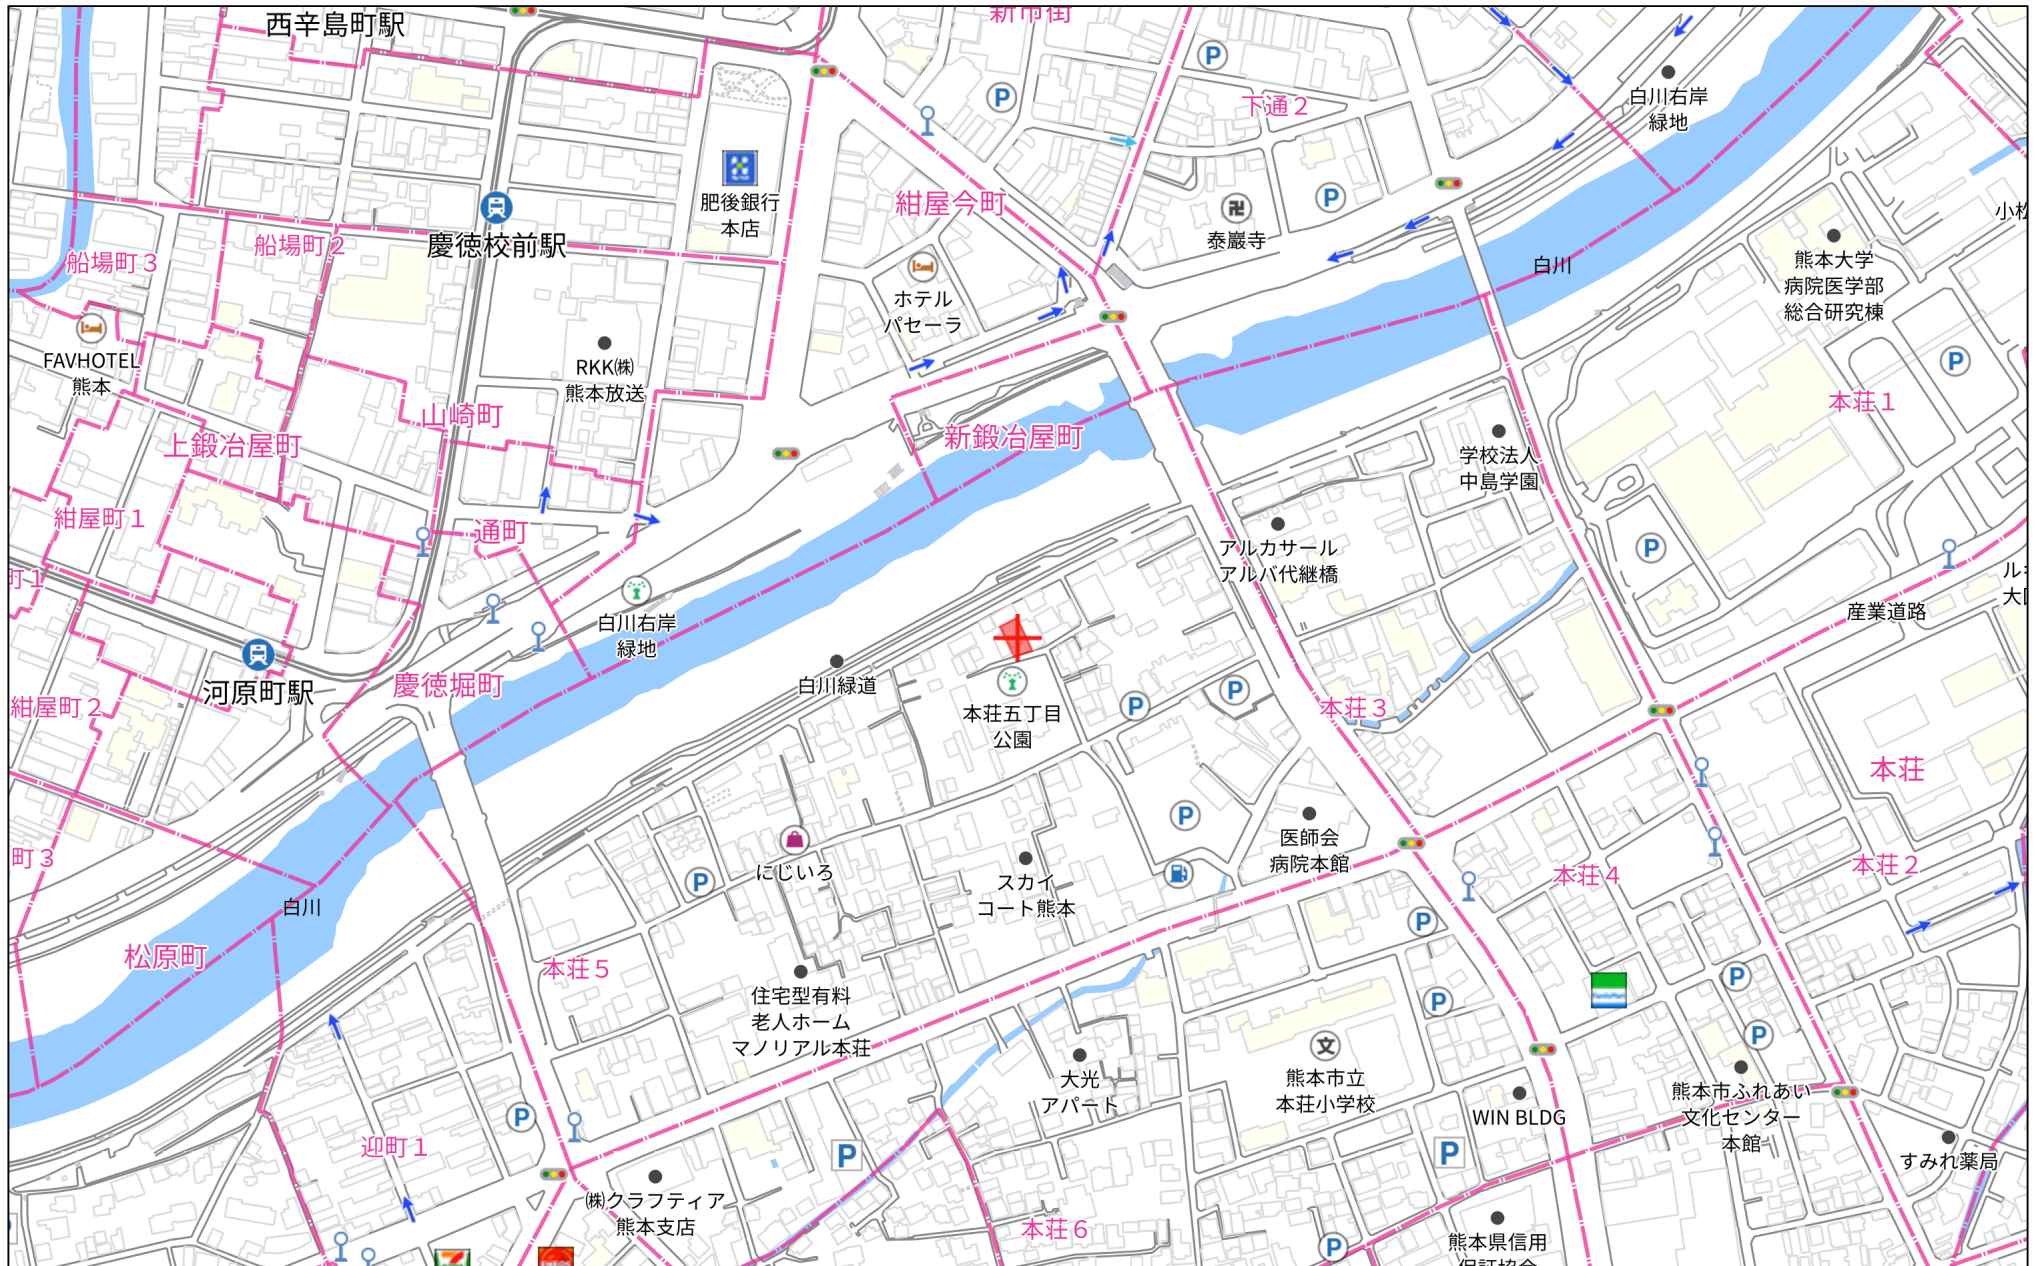 西辛島町駅
新市街
P
P
下通2
白川右岸
緑地
肥後銀行
本店
紺屋今町
泰巌寺
P
小松
船場町3
船場町2
慶徳校前駅
ホテル
パセーラ
白川
熊本大学
病院医学部
総合研究棟
FAVHOTEL
熊本
RKK㈱
熊本放送
P
本荘1
山崎町
上鍛冶屋町
新鍛冶屋町
学校法人
中島学園
紺屋町1
通町
アルカサール
アルバ代継橋
P
町1
白川右岸
緑地
産業道路
河原町駅
慶徳堀町
白川緑道
本荘五丁目
公園
P
P
本荘3
紺屋町2
本荘
町3
にじいろ
P
スカイ
コート熊本
P
医師会
病院本館
本荘4
本荘2
白川
松原町
本荘5
P
P
P
住宅型有料
老人ホーム
マノリアル本荘
FamilyMart
大光
アパート
文
熊本市立
本荘小学校
P
WIN BLDG
熊本市ふれあい
文化センター
本館
P
迎町1
P
P
すみれ薬局
㈱クラフティア
熊本支店
本荘6
P
熊本県信用
保証協会